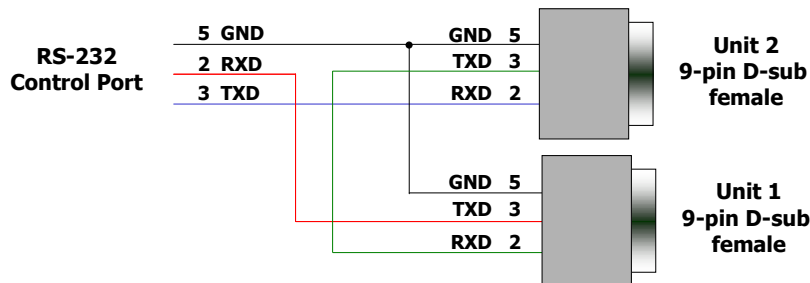 RS-232
Control Port
5 GND
2 RXD
3 TXD
GND 5
TXD 3
RXD 2
Unit 2
9-pin D-sub
female
GND 5
TXD 3
RXD 2
Unit 1
9-pin D-sub
female